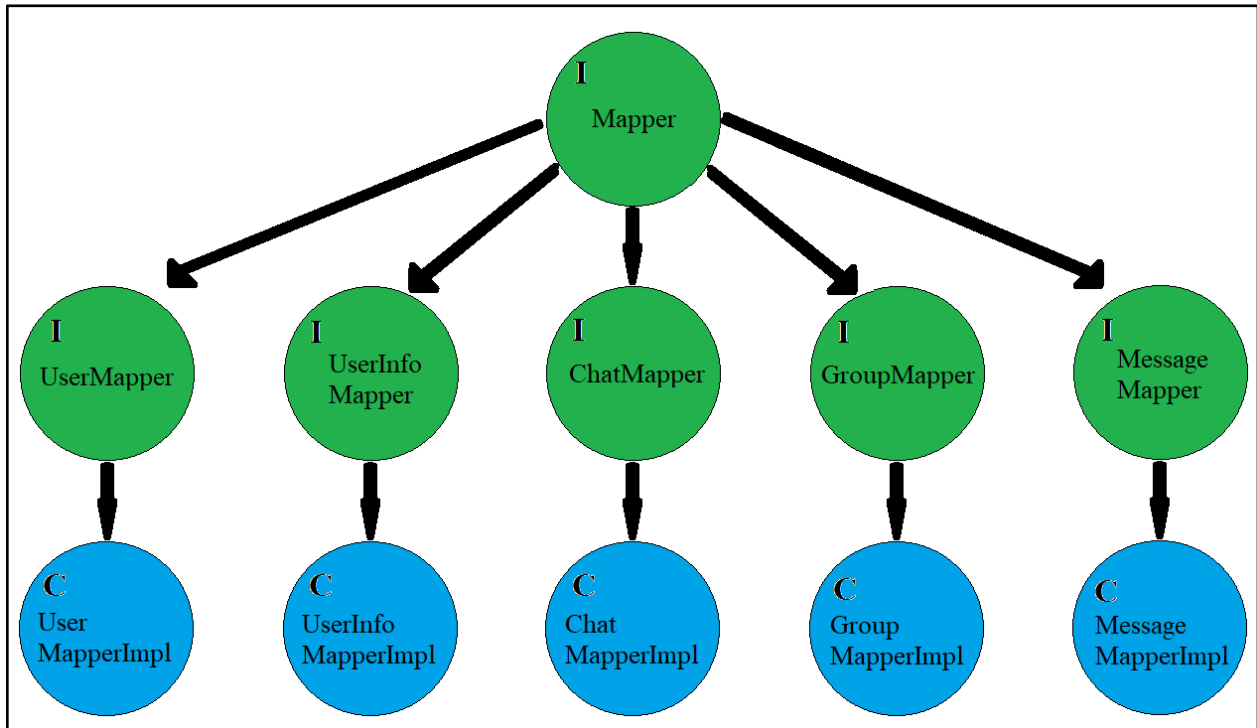 I
Mapper
I
UserMapper
I
UserInfo
Mapper
I
ChatMapper
I
GroupMapper
I
Message
Mapper
C
User
MapperImpl
C
UserInfo
MapperImpl
C
Chat
MapperImpl
C
Group
MapperImpl
C
Message
MapperImpl